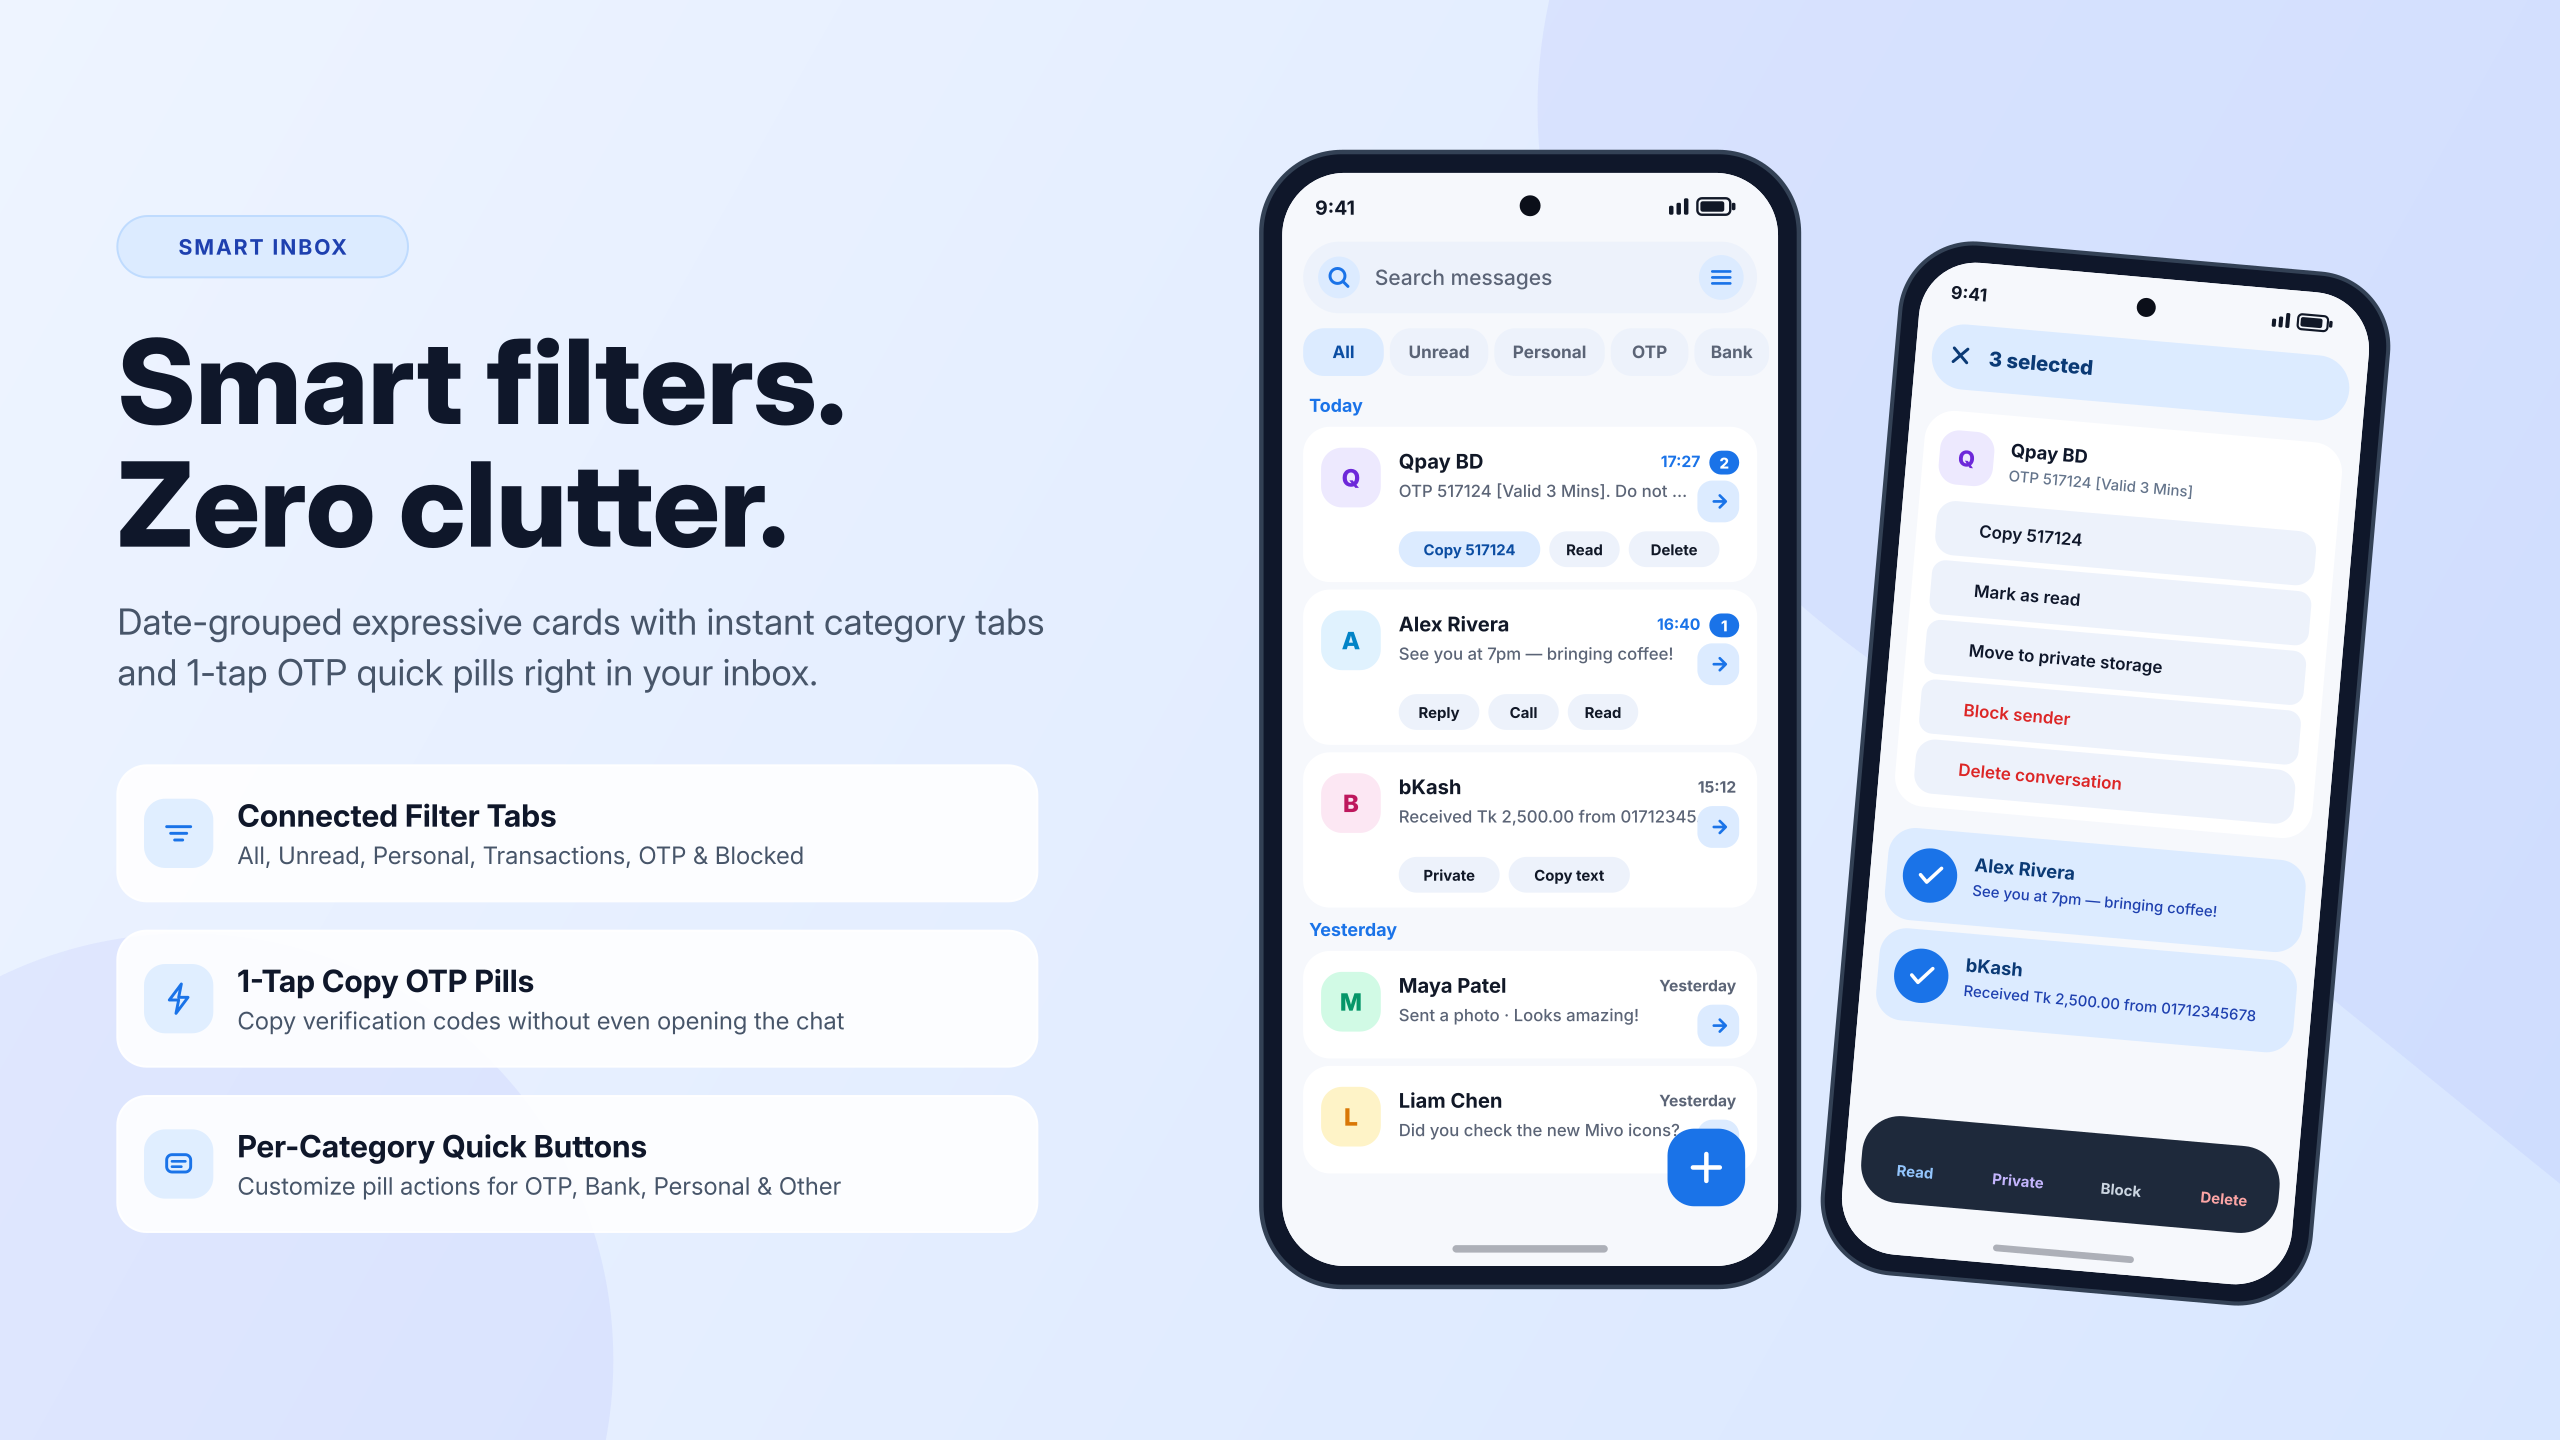 SMART INBOX
Smart filters.
Zero clutter.
Date-grouped expressive cards with instant category tabs
and 1-tap OTP quick pills right in your inbox.
Connected Filter Tabs
All, Unread, Personal, Transactions, OTP & Blocked
1-Tap Copy OTP Pills
Copy verification codes without even opening the chat
Per-Category Quick Buttons
Customize pill actions for OTP, Bank, Personal & Other
9:41
Search messages
All Unread Personal OTP Bank
Today
Q Qpay BD 17:27 2
OTP 517124 [Valid 3 Mins]. Do not ...
Copy 517124 Read Delete
A Alex Rivera 16:40 1
See you at 7pm — bringing coffee!
Reply Call Read
B bKash 15:12
Received Tk 2,500.00 from 01712345
Private Copy text
Yesterday
M Maya Patel Yesterday
Sent a photo · Looks amazing!
L Liam Chen Yesterday
Did you check the new Mivo icons?
9:41
3 selected
Q Qpay BD
OTP 517124 [Valid 3 Mins]
Copy 517124
Mark as read
Move to private storage
Block sender
Delete conversation
Alex Rivera
See you at 7pm — bringing coffee!
bKash
Received Tk 2,500.00 from 01712345678
Read Private Block Delete